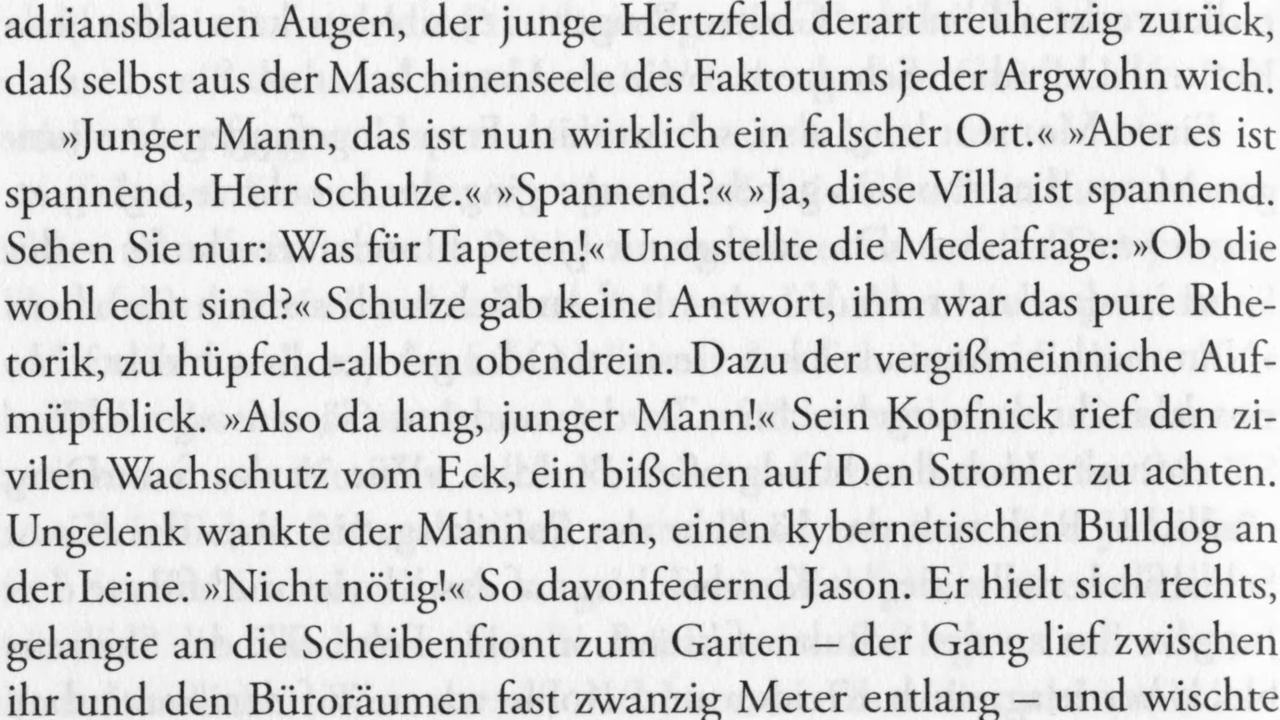 adriansblauen Augen, der junge Hertzfeld derart treuherzig zurück,
daß selbst aus der Maschinenseele des Faktotums jeder Argwohn wich.
»Junger Mann, das ist nun wirklich ein falscher Ort.« »Aber es ist
spannend, Herr Schulze.« »Spannend?« »Ja, diese Villa ist spannend.
Sehen Sie nur: Was für Tapeten!« Und stellte die Medeafrage: »Ob die
wohl echt sind?« Schulze gab keine Antwort, ihm war das pure Rhe-
torik, zu hüpfend-albern obendrein. Dazu der vergißmeinniche Auf-
müpfblick. »Also da lang, junger Mann!« Sein Kopfnick rief den zi-
vilen Wachschutz vom Eck, ein bißchen auf Den Stromer zu achten.
Ungelenk wankte der Mann heran, einen kybernetischen Bulldog an
der Leine. »Nicht nötig!« So davonfedernd Jason. Er hielt sich rechts,
gelangte an die Scheibenfront zum Garten – der Gang lief zwischen
ihr und den Büroräumen fast zwanzig Meter entlang – und wischte